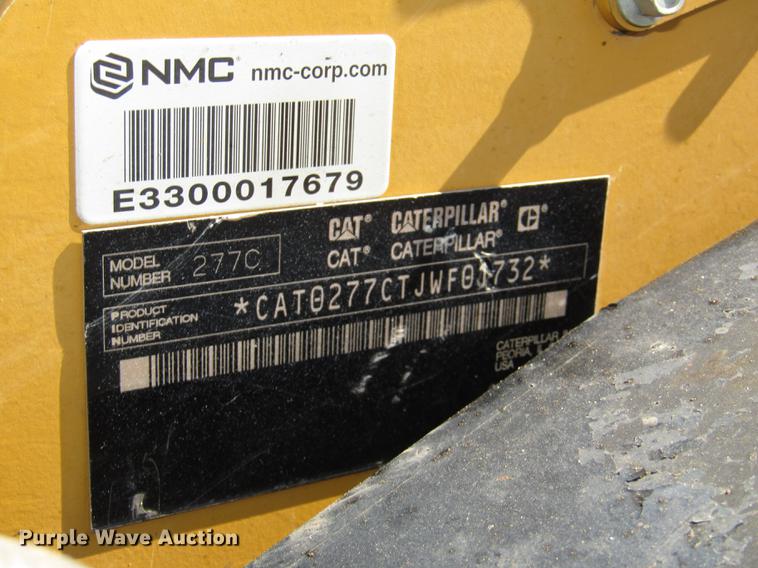 NMC® nmc-corp.com
E3300017679
CAT® CATERPILLAR®
CAT® CATERPILLAR®
MODEL NUMBER 277C
PRODUCT IDENTIFICATION NUMBER
CATERPILLAR
PEORIA,
USA
Purple Wave Auction